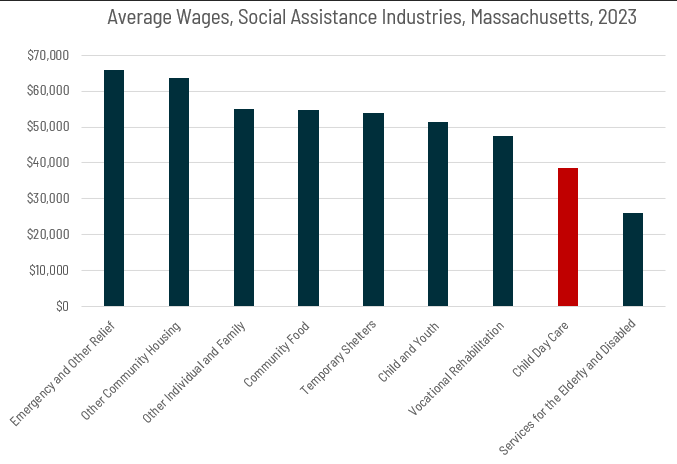 Average Wages, Social Assistance Industries, Massachusetts, 2023
$70,000
$60,000
$50,000
$40,000
$30,000
$20,000
$10,000
$0
Emergency and Other Relief
Other Community Housing
Other Individual and Family
Community Food
Temporary Shelters
Child and Youth
Vocational Rehabilitation
Child Day Care
Services for the Elderly and Disabled